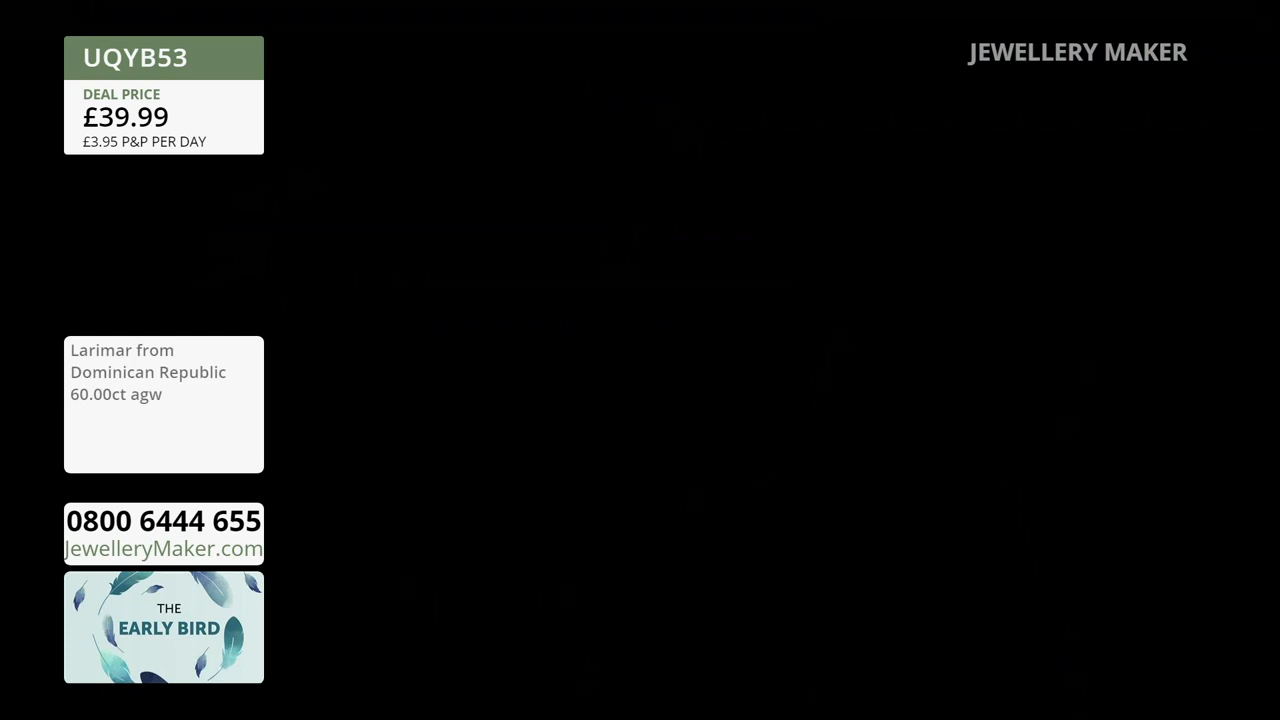 UQYB53
DEAL PRICE
£39.99
£3.95 P&P PER DAY
JEWELLERY MAKER
Larimar from
Dominican Republic
60.00ct agw
0800 6444 655
JewelleryMaker.com
THE
EARLY BIRD